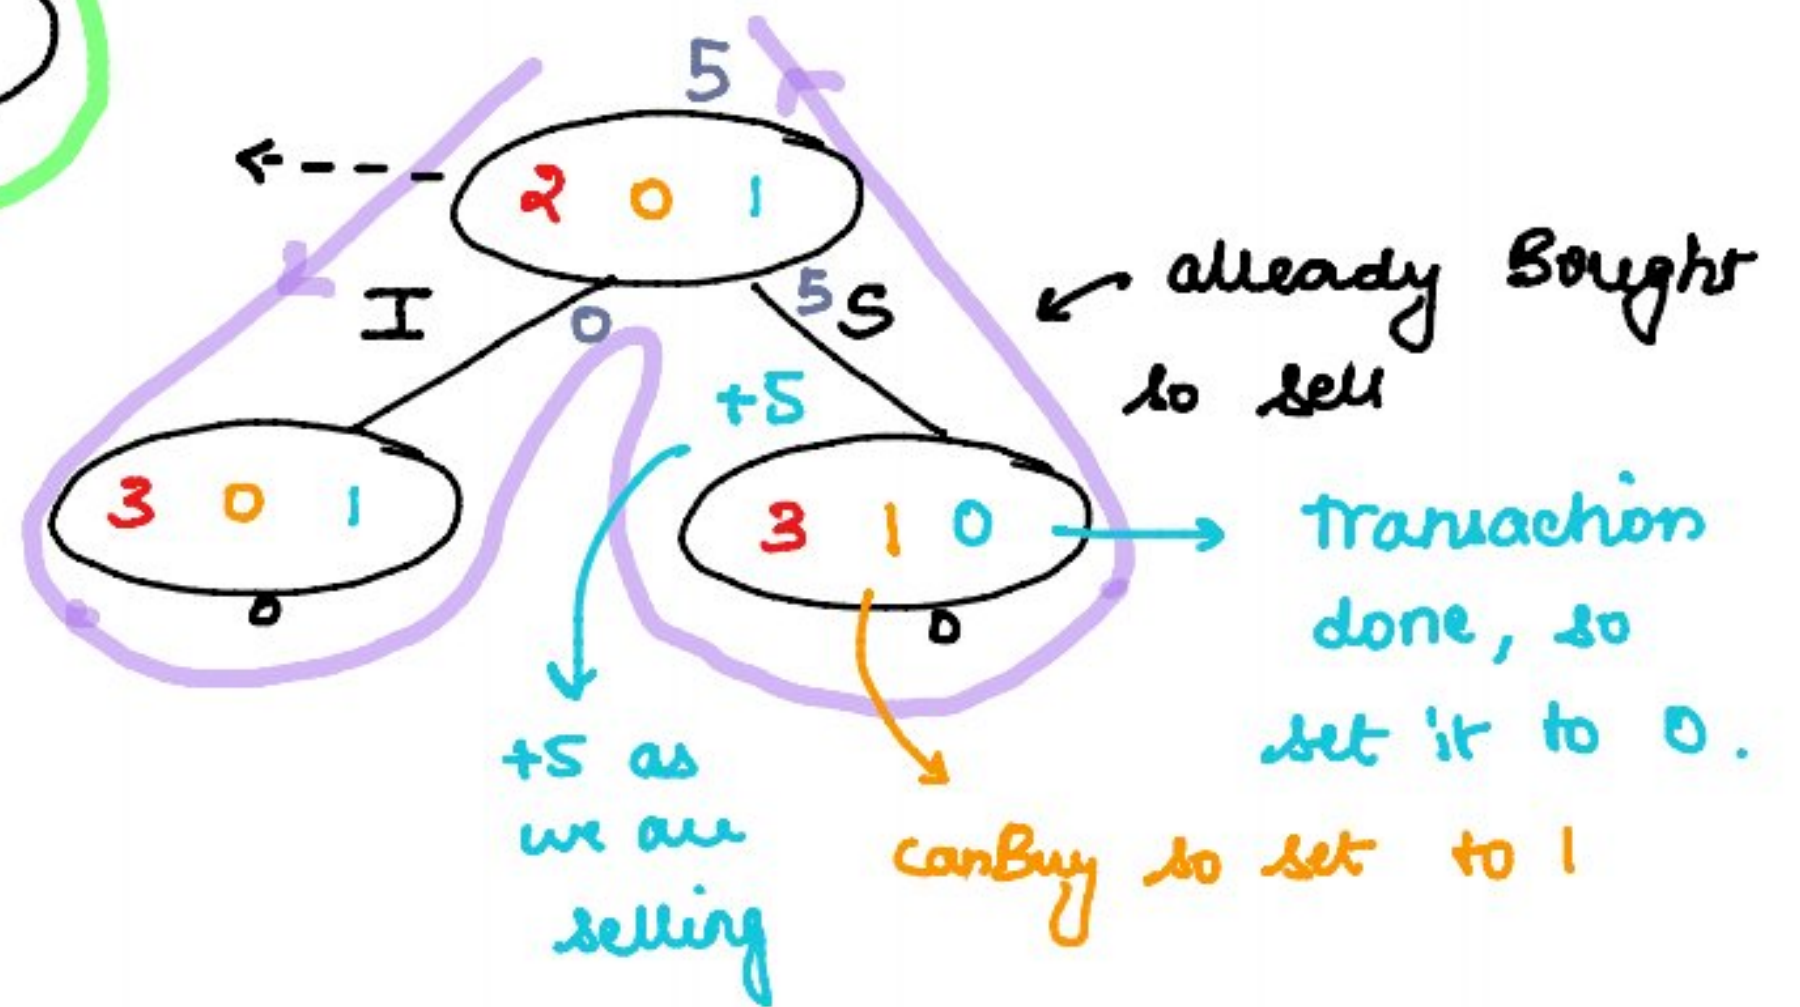 5
2 0 1
I
0
5
S
already Bought
so sell
+5
3 0 1
0
3 1 0
0
Transaction
done, so
set it to 0.
+5 as
we are
selling
canBuy so set to 1